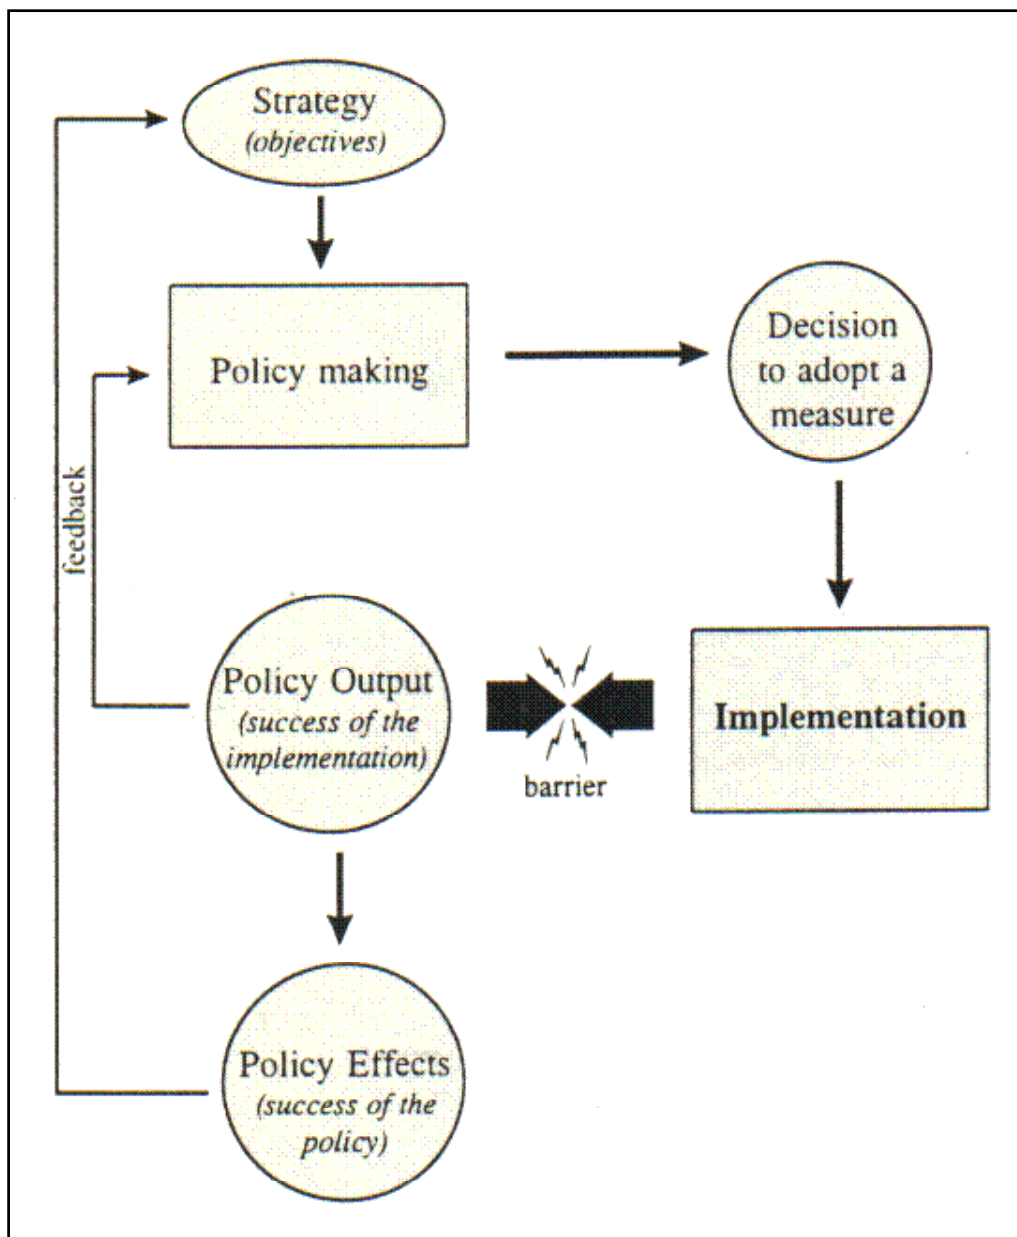 Strategy
(objectives)
Policy making
Decision
to adopt a
measure
feedback
Policy Output
(success of the
implementation)
barrier
Implementation
Policy Effects
(success of the
policy)